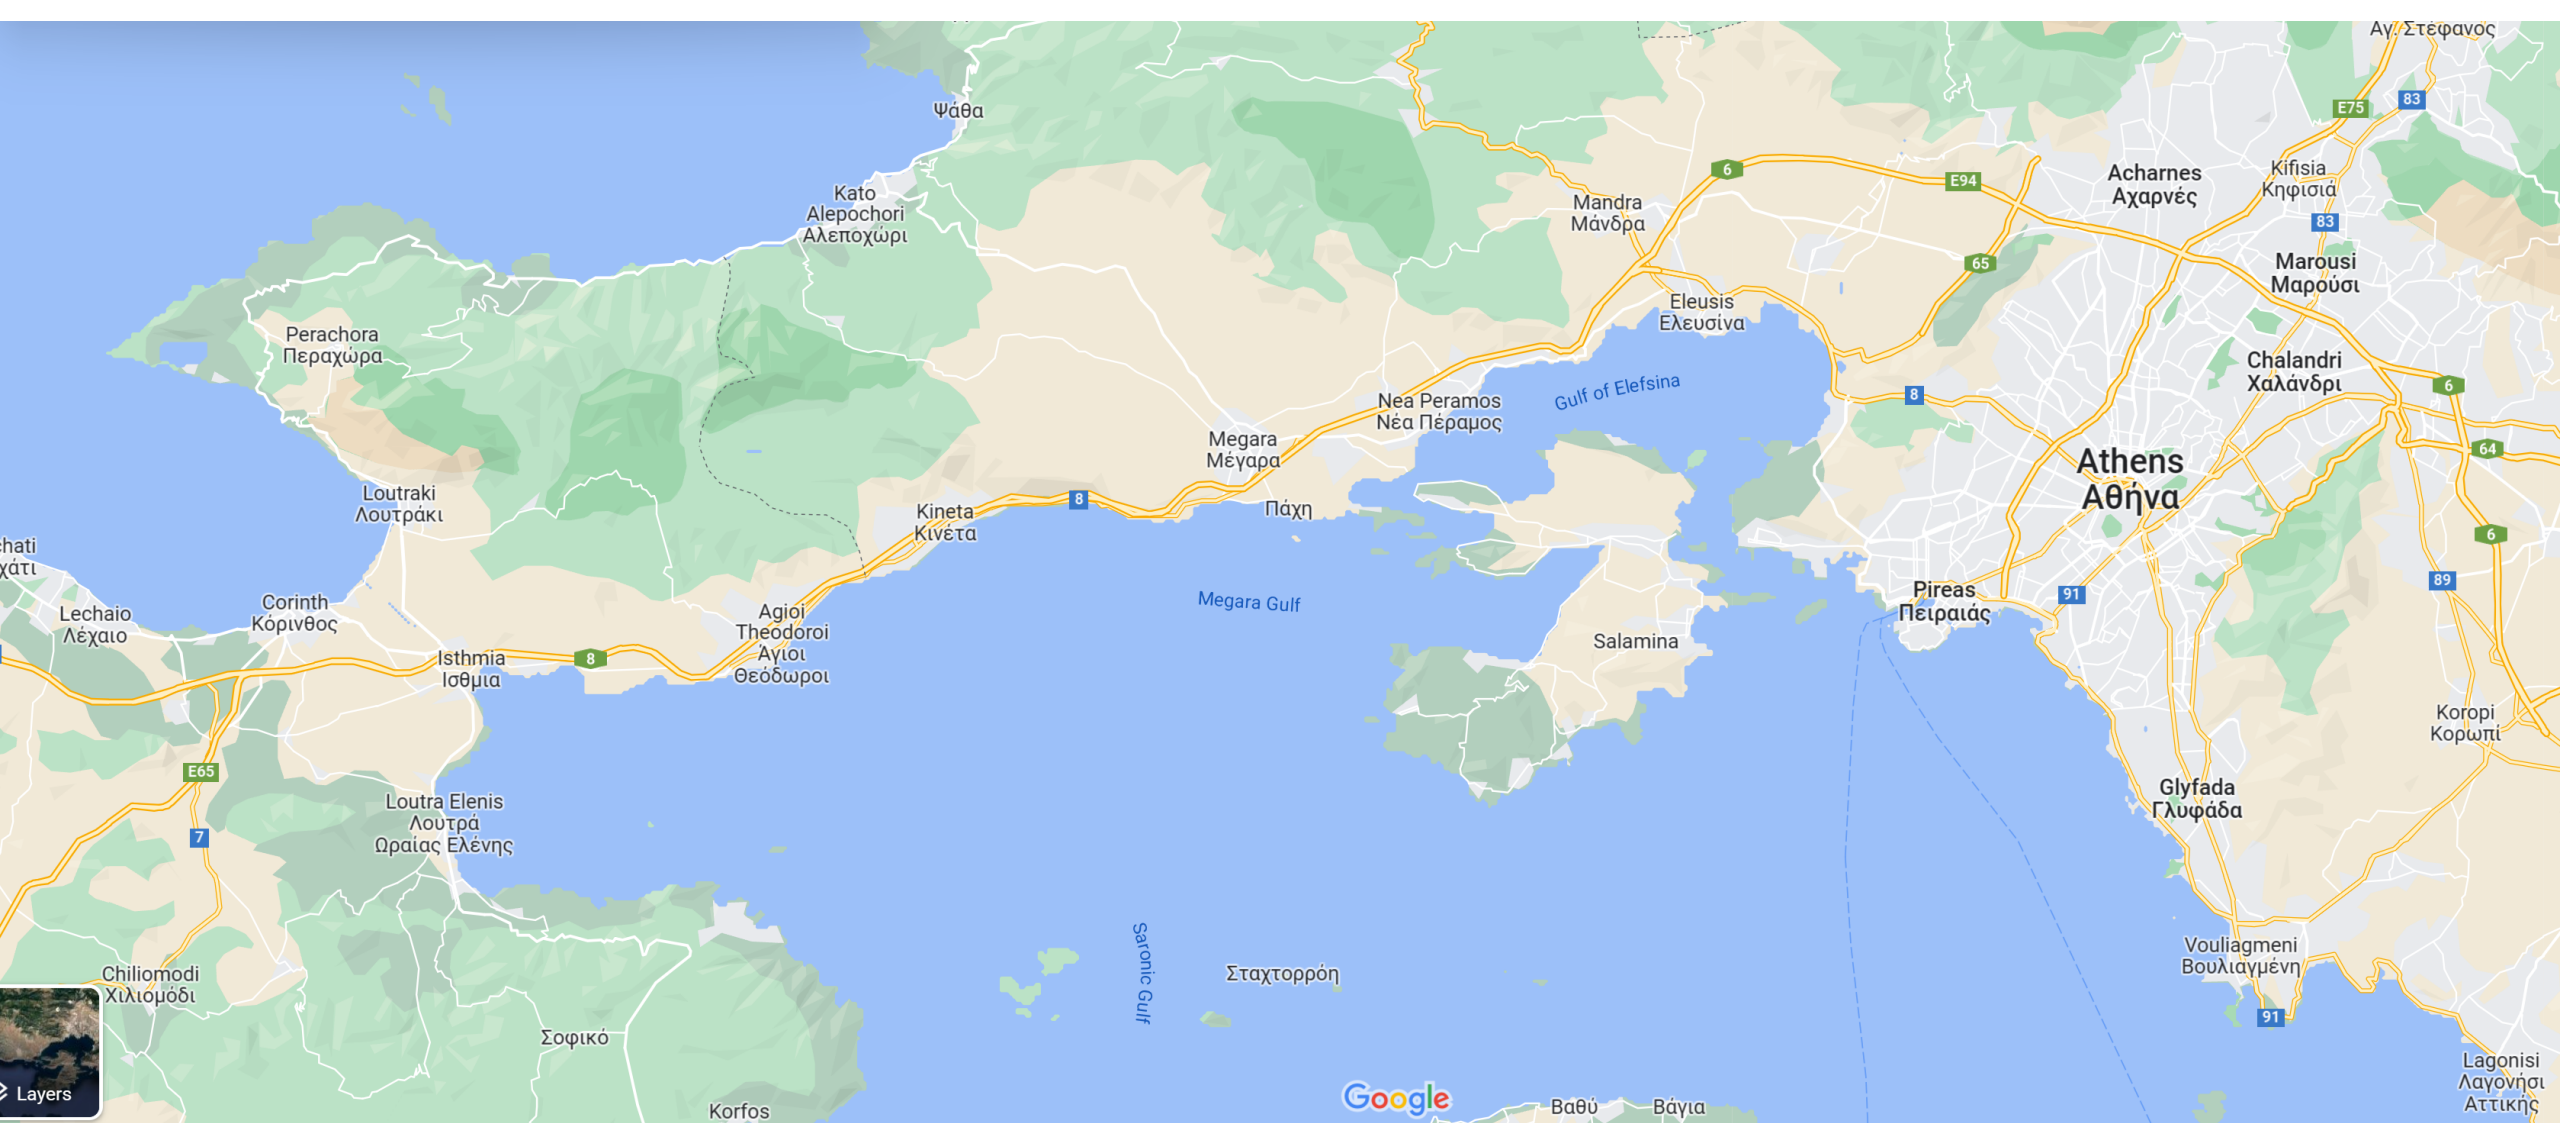 Αγ. Στέφανος
E75
83
Ψάθα
6
E94
Acharnes
Αχαρνές
Kifisia
Κηφισιά
83
Kato
Alepochori
Αλεποχώρι
Mandra
Μάνδρα
65
Marousi
Μαρούσι
Eleusis
Ελευσίνα
Perachora
Περαχώρα
Chalandri
Χαλάνδρι
Gulf of Elefsina
8
6
Nea Peramos
Νέα Πέραμος
Megara
Μέγαρα
64
Athens
Αθήνα
Loutraki
Λουτράκι
8
Kineta
Κινέτα
Πάχη
6
hati
χάτι
Lechaio
Λέχαιο
Corinth
Κόρινθος
Megara Gulf
Pireas
Πειραιάς
91
89
Agioi
Theodoroi
Άγιοι
Θεόδωροι
Salamina
Isthmia
Ισθμια
8
Koropi
Κορωπί
E65
7
Loutra Elenis
Λουτρά
Ωραίας Ελένης
Glyfada
Γλυφάδα
Saronic Gulf
Σταχτορρόη
Vouliagmeni
Βουλιαγμένη
91
Chiliomodi
Χιλιομόδι
Σοφικό
Layers
Korfos
Google
Βαθύ
Βάγια
Lagonisi
Λαγονήσι
Αττικής